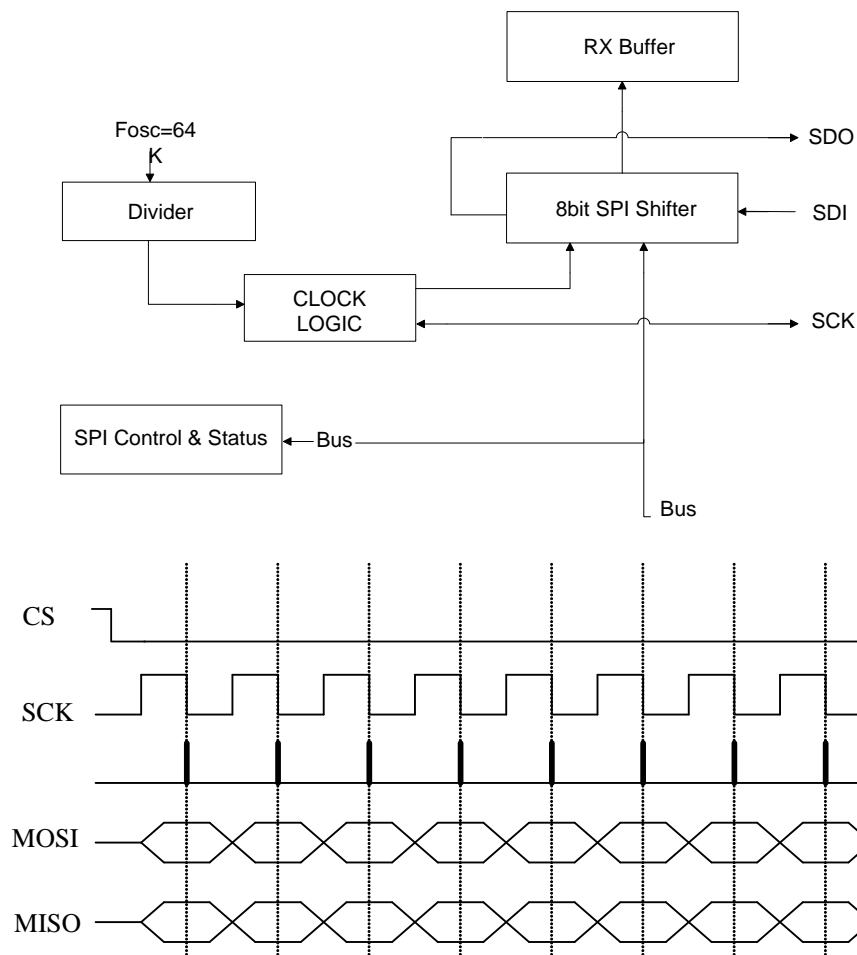 RX Buffer
Fosc=64
K
SDO
Divider
8bit SPI Shifter
SDI
CLOCK
LOGIC
SCK
SPI Control & Status
Bus
Bus
CS
SCK
MOSI
MISO